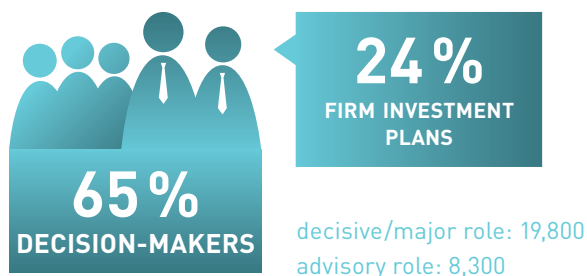 24%
FIRM INVESTMENT
PLANS
65%
DECISION-MAKERS
decisive/major role: 19,800
advisory role: 8,300